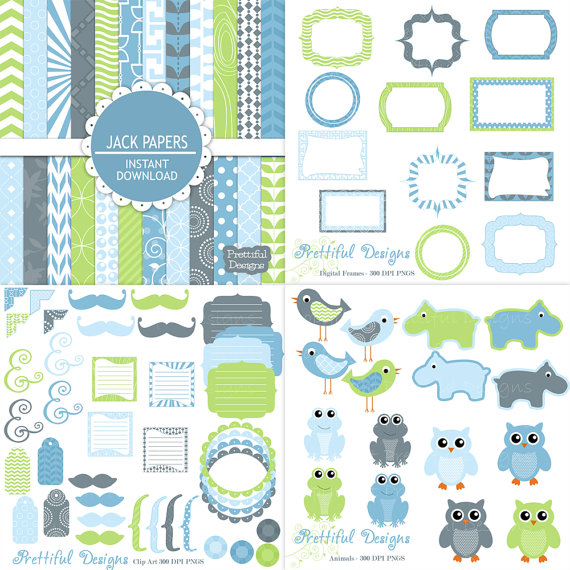 JACK PAPERS
INSTANT
DOWNLOAD
Prettiful
Designs
Prettiful Designs
Digital Frames - 300 DPI PNGS
Prettiful Designs
Clip Art 300 DPI PNGS
Prettiful Designs
Animals - 300 DPI PNGS